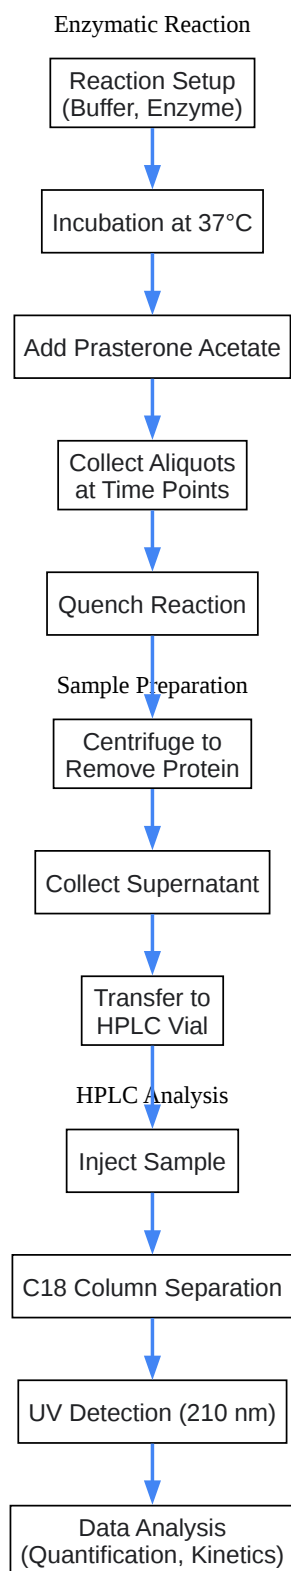 Enzymatic Reaction
Reaction Setup
(Buffer, Enzyme)
Incubation at 37°C
Add Prasterone Acetate
Collect Aliquots
at Time Points
Quench Reaction
Sample Preparation
Centrifuge to
Remove Protein
Collect Supernatant
Transfer to
HPLC Vial
HPLC Analysis
Inject Sample
C18 Column Separation
UV Detection (210 nm)
Data Analysis
(Quantification, Kinetics)